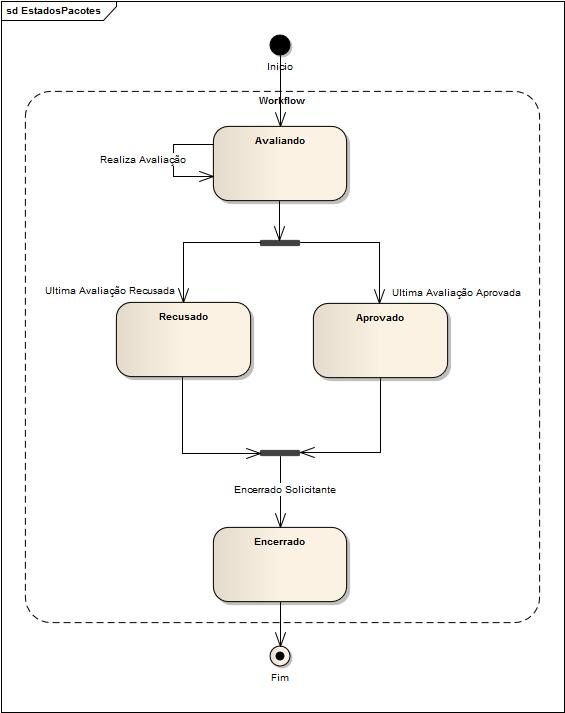 sd EstadosPacotes
Inicio
Workflow
Avaliando
Realiza Avaliação
Ultima Avaliação Recusada
Ultima Avaliação Aprovada
Recusado
Aprovado
Encerrado Solicitante
Encerrado
Fim